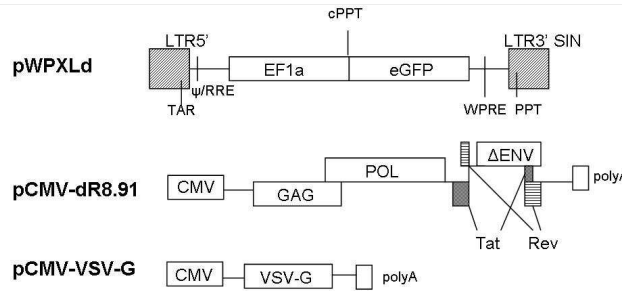 cPPT
LTR5' LTR3' SIN
pWPXLd EF1a eGFP
ψ/RRE
TAR WPRE PPT
ΔENV
POL
pCMV-dR8.91 CMV GAG polyA
Tat Rev
pCMV-VSV-G CMV VSV-G polyA